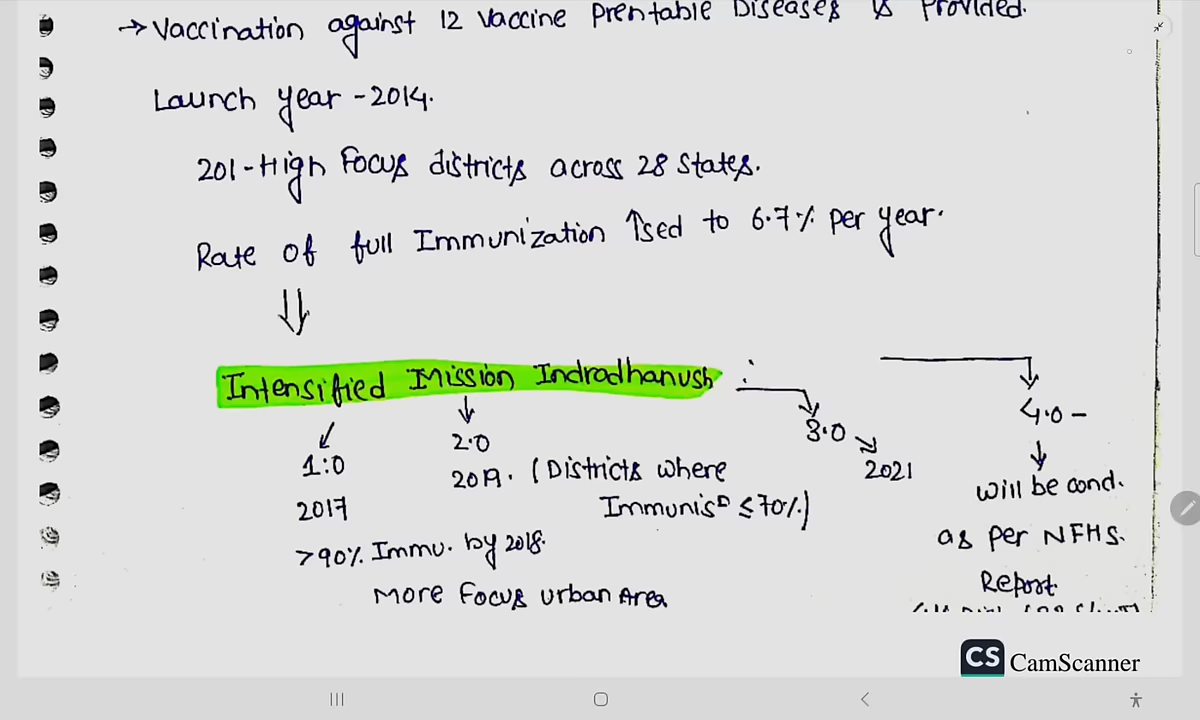 → Vaccination against 12 Vaccine Prentable Diseases is Provided.
Launch year - 2014.
201 - High Focus districts across 28 States.
Rate of full Immunization ↑sed to 6.7% per year.
⇓
Intensified Mission Indradhanush :
1:0
2017
>90% Immu. by 2018.
More Focus urban Area
2.0
2019. (Districts where
Immunisⁿ ≤70%)
3.0
2021
4.0 -
will be cond.
as per NFHS.
Report
CS CamScanner